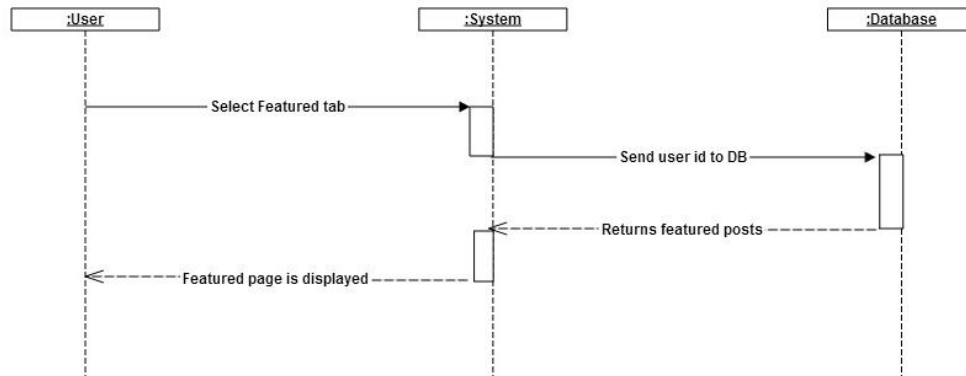 :User
:System
:Database
Select Featured tab
Send user id to DB
Returns featured posts
Featured page is displayed